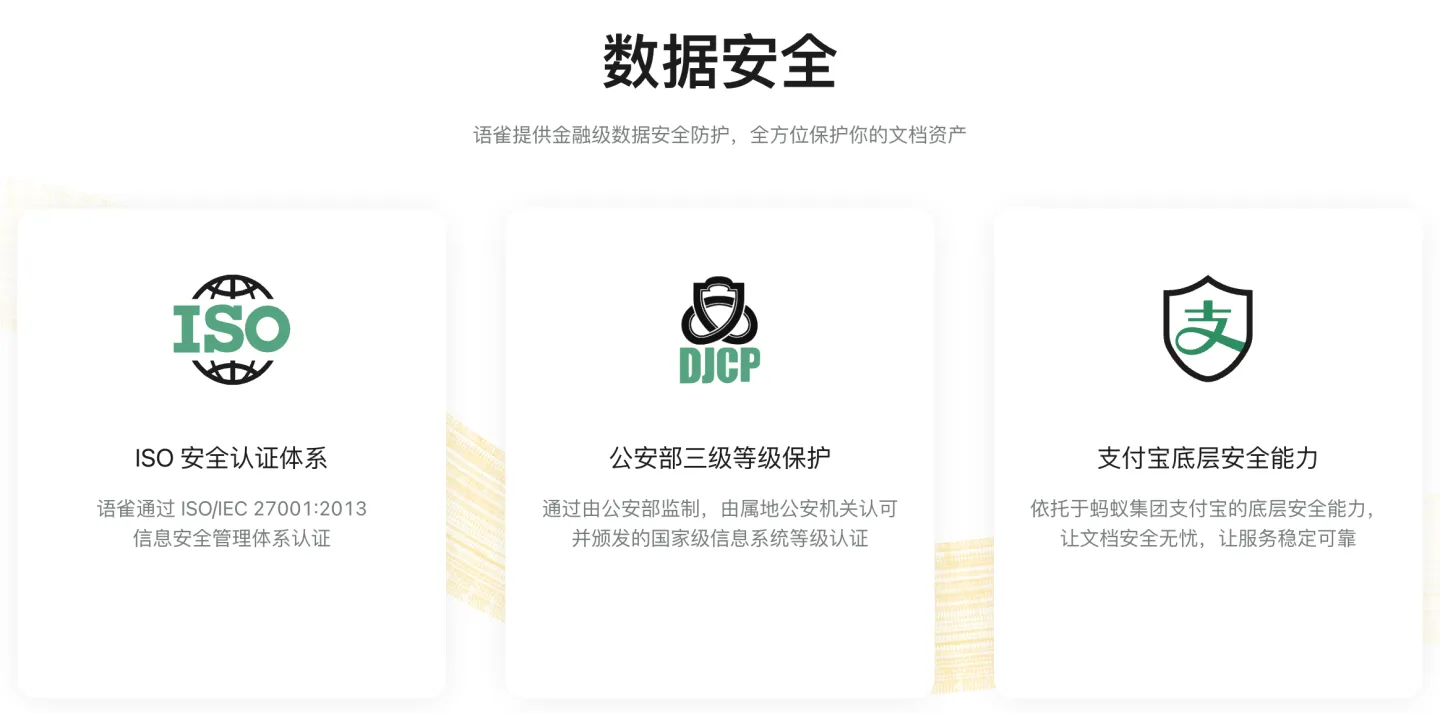 数据安全
语雀提供金融级数据安全防护，全方位保护你的文档资产
ISO
ISO 安全认证体系
语雀通过 ISO/IEC 27001:2013
信息安全管理体系认证
DJCP
公安部三级等级保护
通过由公安部监制，由属地公安机关认可
并颁发的国家级信息系统等级认证
支
支付宝底层安全能力
依托于蚂蚁集团支付宝的底层安全能力，
让文档安全无忧，让服务稳定可靠